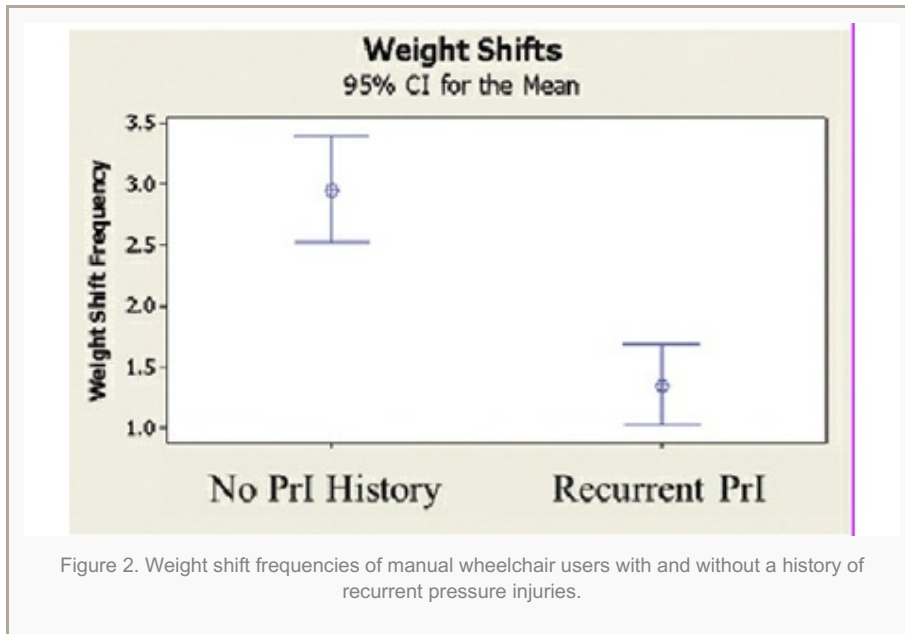 Weight Shifts
95% CI for the Mean
Weight Shift Frequency
3.5
3.0
2.5
2.0
1.5
1.0
No PrI History Recurrent PrI
Figure 2. Weight shift frequencies of manual wheelchair users with and without a history of
recurrent pressure injuries.